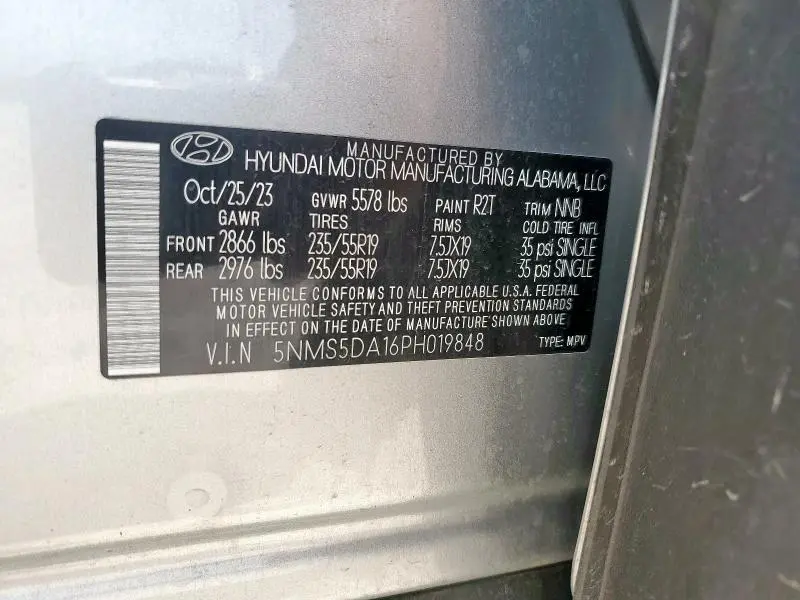 MANUFACTURED BY
HYUNDAI MOTOR MANUFACTURING ALABAMA, LLC
Oct/25/23 GVWR 5578 lbs PAINT R2T TRIM NNB
GAWR TIRES RIMS COLD TIRE INFL
FRONT 2866 lbs 235/55R19 7.5JX19 35 psi SINGLE
REAR 2976 lbs 235/55R19 7.5JX19 35 psi SINGLE
THIS VEHICLE CONFORMS TO ALL APPLICABLE U.S.A. FEDERAL
MOTOR VEHICLE SAFETY AND THEFT PREVENTION STANDARDS
IN EFFECT ON THE DATE OF MANUFACTURE SHOWN ABOVE
V.I.N 5NMS5DA16PH019848 TYPE: MPV